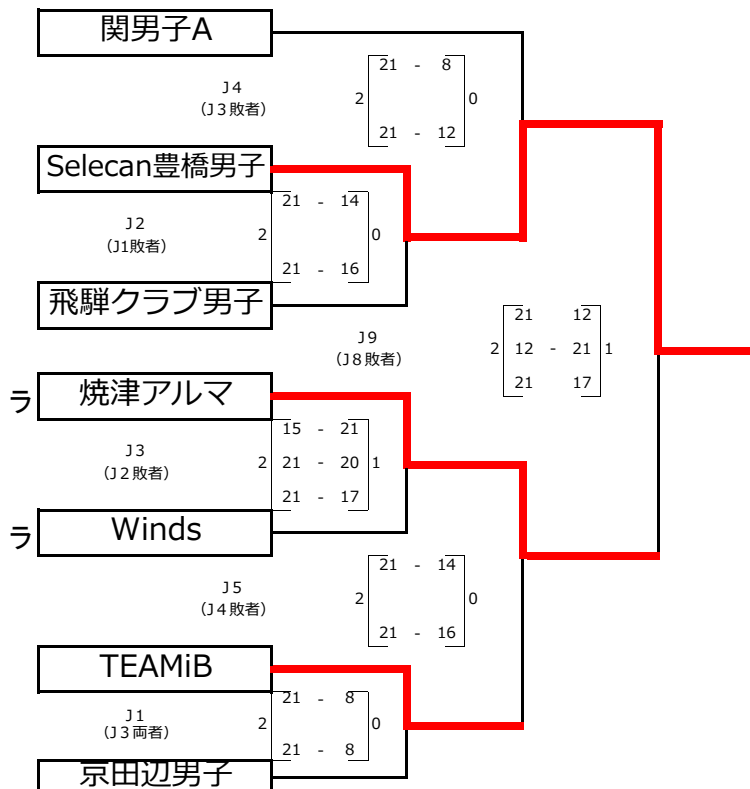 関男子A
21 - 8
J4
(J3敗者)
2 0
21 - 12
Selecan豊橋男子
21 - 14
J2
(J1敗者)
2 0
21 - 16
飛騨クラブ男子
21 12
J9
(J8敗者)
2 12 - 21 1
21 17
ラ 焼津アルマ
15 - 21
J3
(J2敗者)
2 21 - 20 1
21 - 17
ラ Winds
21 - 14
J5
(J4敗者)
2 0
21 - 16
TEAMiB
21 - 8
J1
(J3両者)
2 0
21 - 8
京田辺男子